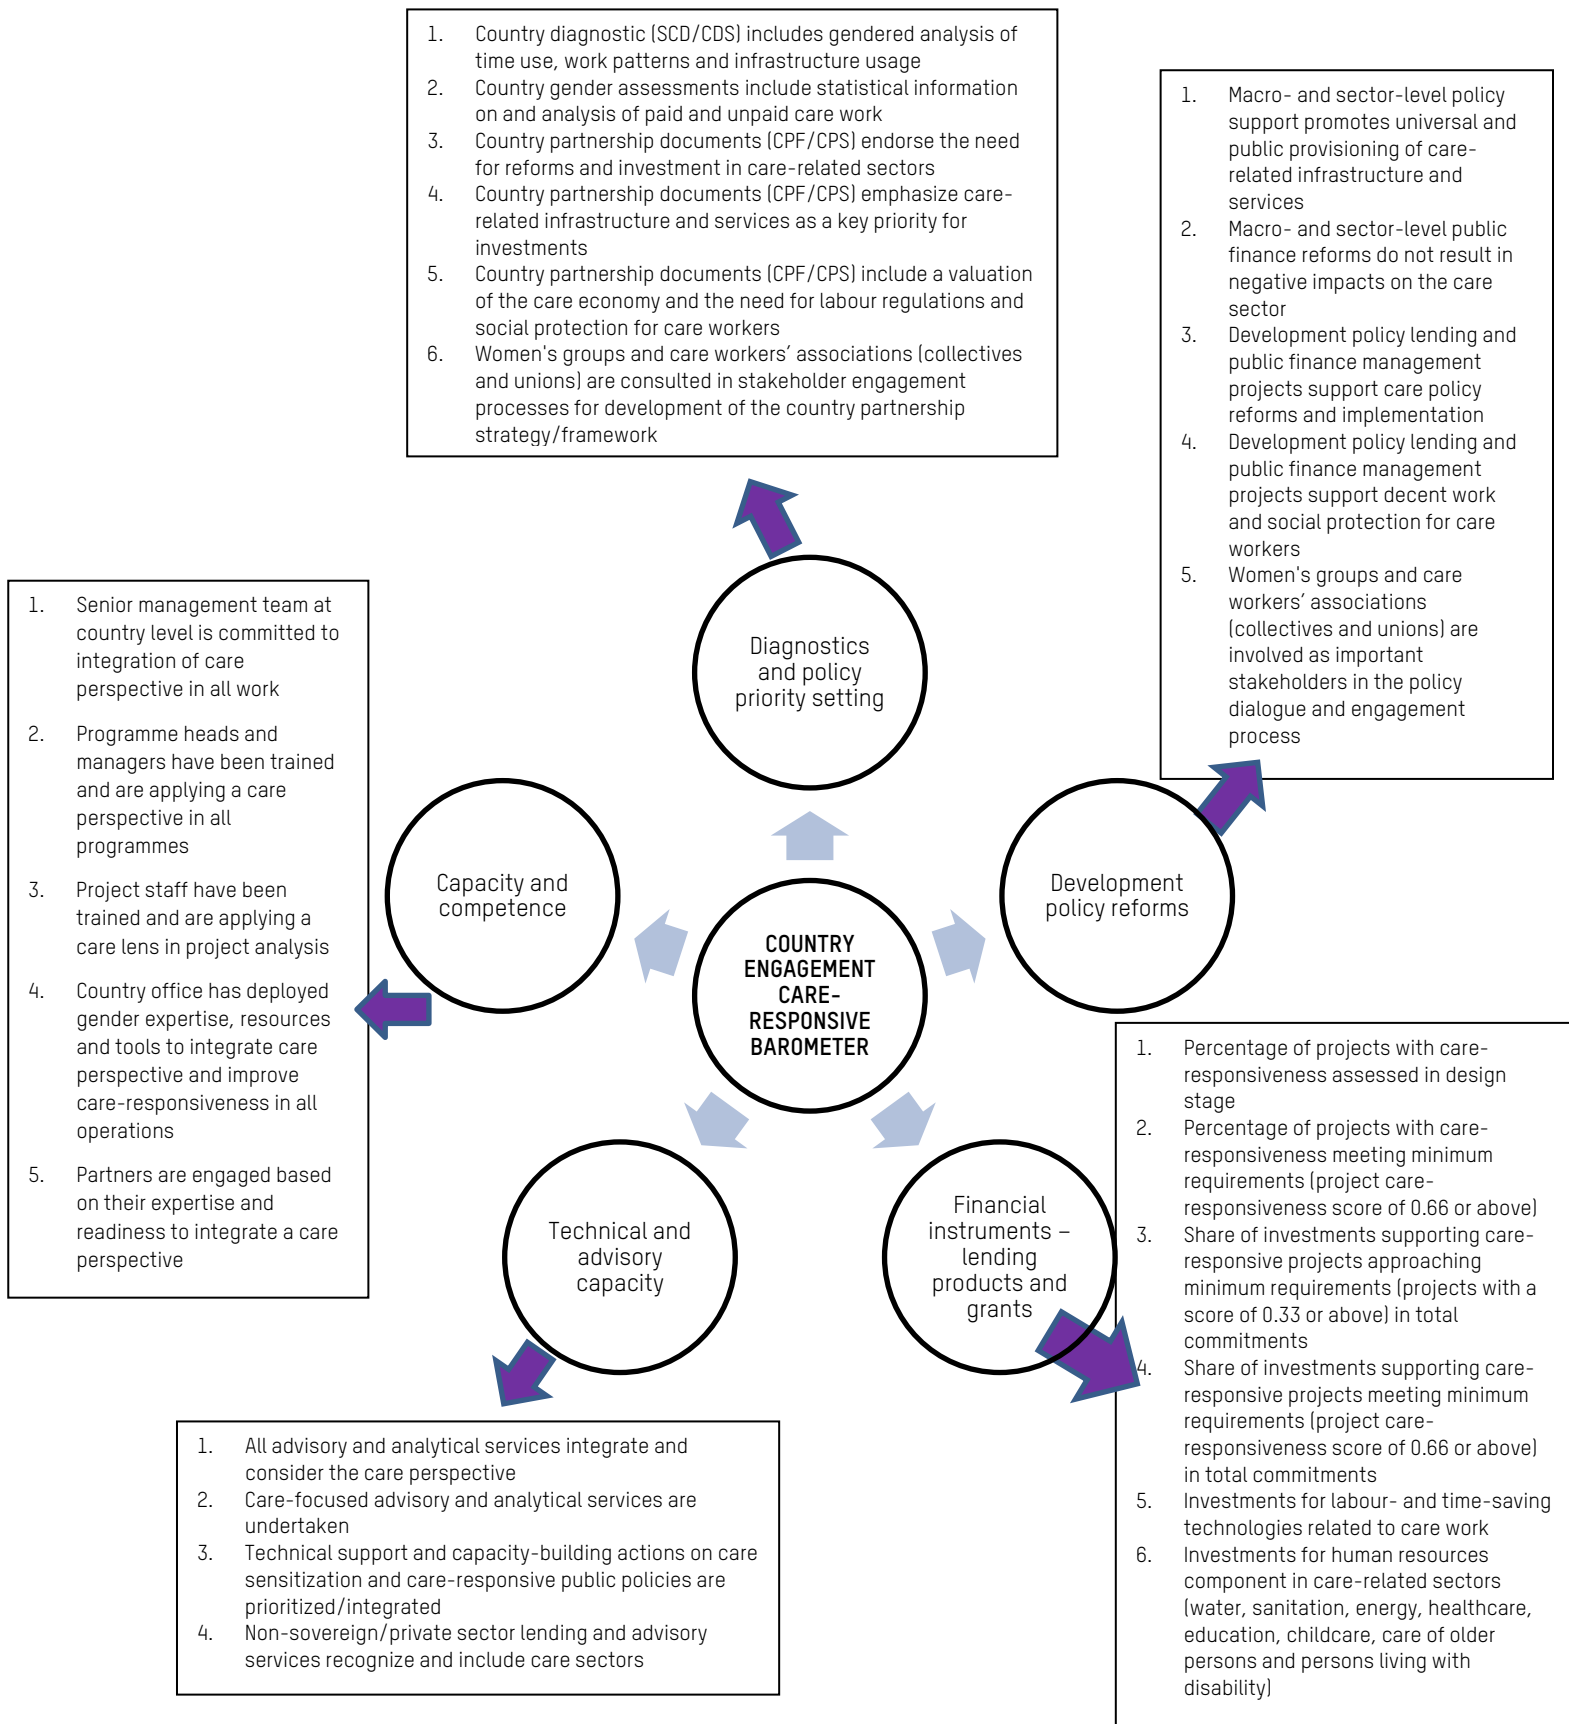 1. Country diagnostic (SCD/CDS) includes gendered analysis of
time use, work patterns and infrastructure usage
2. Country gender assessments include statistical information
on and analysis of paid and unpaid care work
3. Country partnership documents (CPF/CPS) endorse the need
for reforms and investment in care-related sectors
4. Country partnership documents (CPF/CPS) emphasize care-
related infrastructure and services as a key priority for
investments
5. Country partnership documents (CPF/CPS) include a valuation
of the care economy and the need for labour regulations and
social protection for care workers
6. Women's groups and care workers’ associations (collectives
and unions) are consulted in stakeholder engagement
processes for development of the country partnership
strategy/framework
1. Macro- and sector-level policy
support promotes universal and
public provisioning of care-
related infrastructure and
services
2. Macro- and sector-level public
finance reforms do not result in
negative impacts on the care
sector
3. Development policy lending and
public finance management
projects support care policy
reforms and implementation
4. Development policy lending and
public finance management
projects support decent work
and social protection for care
workers
5. Women's groups and care
workers’ associations
(collectives and unions) are
involved as important
stakeholders in the policy
dialogue and engagement
process
1. Senior management team at
country level is committed to
integration of care
perspective in all work
2. Programme heads and
managers have been trained
and are applying a care
perspective in all
programmes
3. Project staff have been
trained and are applying a
care lens in project analysis
4. Country office has deployed
gender expertise, resources
and tools to integrate care
perspective and improve
care-responsiveness in all
operations
5. Partners are engaged based
on their expertise and
readiness to integrate a care
perspective
Diagnostics
and policy
priority setting
Capacity and
competence
Development
policy reforms
COUNTRY
ENGAGEMENT
CARE-
RESPONSIVE
BAROMETER
Technical and
advisory
capacity
Financial
instruments –
lending
products and
grants
1. Percentage of projects with care-
responsiveness assessed in design
stage
2. Percentage of projects with care-
responsiveness meeting minimum
requirements (project care-
responsiveness score of 0.66 or above)
3. Share of investments supporting care-
responsive projects approaching
minimum requirements (projects with a
score of 0.33 or above) in total
commitments
4. Share of investments supporting care-
responsive projects meeting minimum
requirements (project care-
responsiveness score of 0.66 or above)
in total commitments
5. Investments for labour- and time-saving
technologies related to care work
6. Investments for human resources
component in care-related sectors
(water, sanitation, energy, healthcare,
education, childcare, care of older
persons and persons living with
disability)
1. All advisory and analytical services integrate and
consider the care perspective
2. Care-focused advisory and analytical services are
undertaken
3. Technical support and capacity-building actions on care
sensitization and care-responsive public policies are
prioritized/integrated
4. Non-sovereign/private sector lending and advisory
services recognize and include care sectors